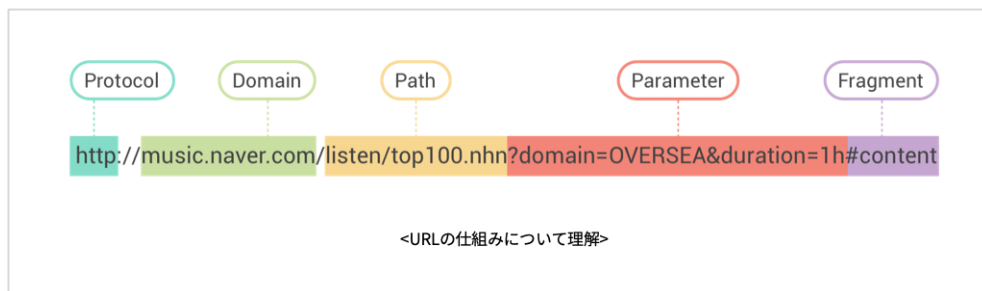 Protocol Domain Path Parameter Fragment
http://music.naver.com/listen/top100.nhn?domain=OVERSEA&duration=1h#content
<URLの仕組みについて理解>